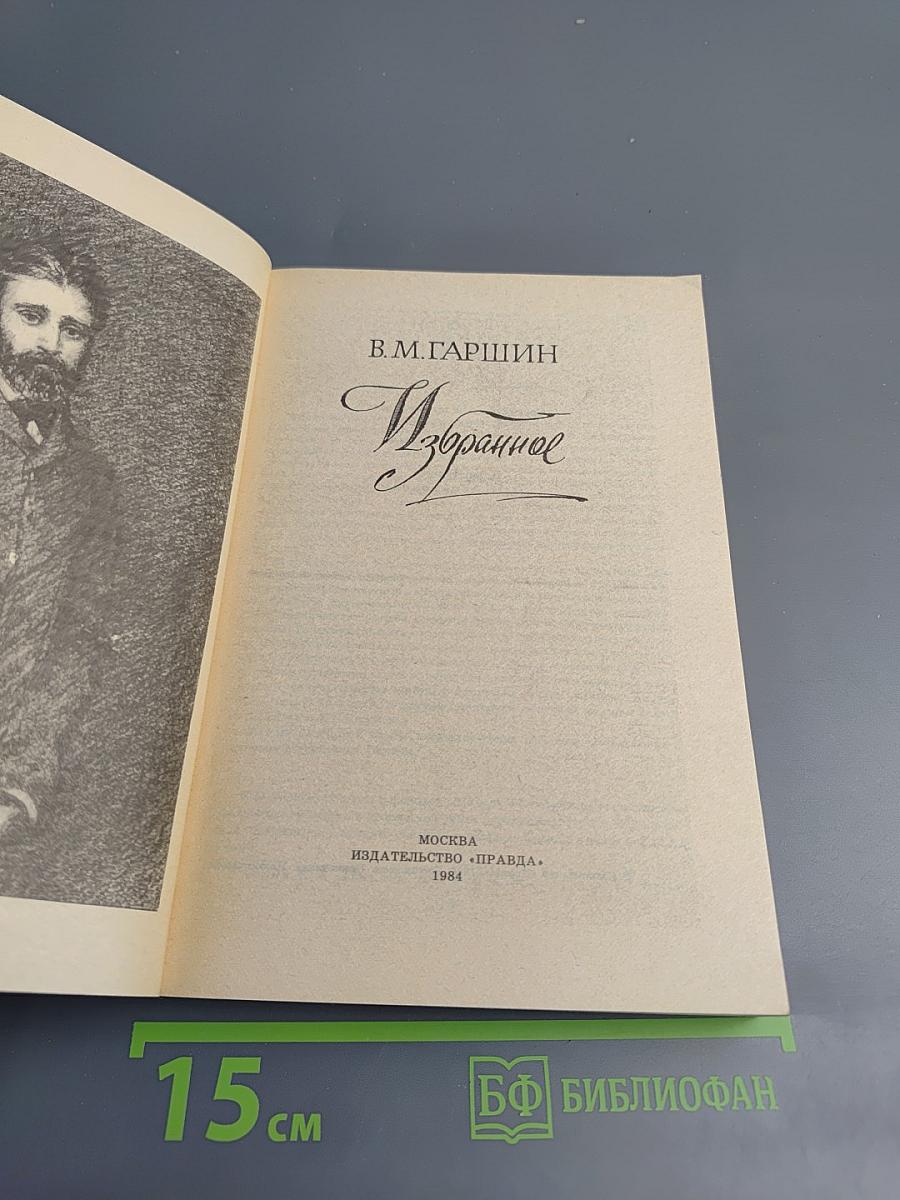 В. М. ГАРШИН
Избранное
МОСКВА
ИЗДАТЕЛЬСТВО «ПРАВДА»
1984
15 см
БФ БИБЛИОФАН